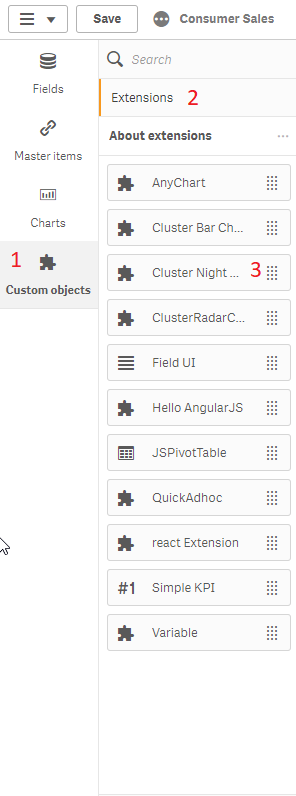 Save
Consumer Sales
Search
Fields
Extensions 2
About extensions
Master items
AnyChart
Charts
Cluster Bar Ch...
1
Cluster Night ... 3
Custom objects
ClusterRadarC...
Field UI
Hello AngularJS
JSPivotTable
QuickAdhoc
react Extension
#1 Simple KPI
Variable